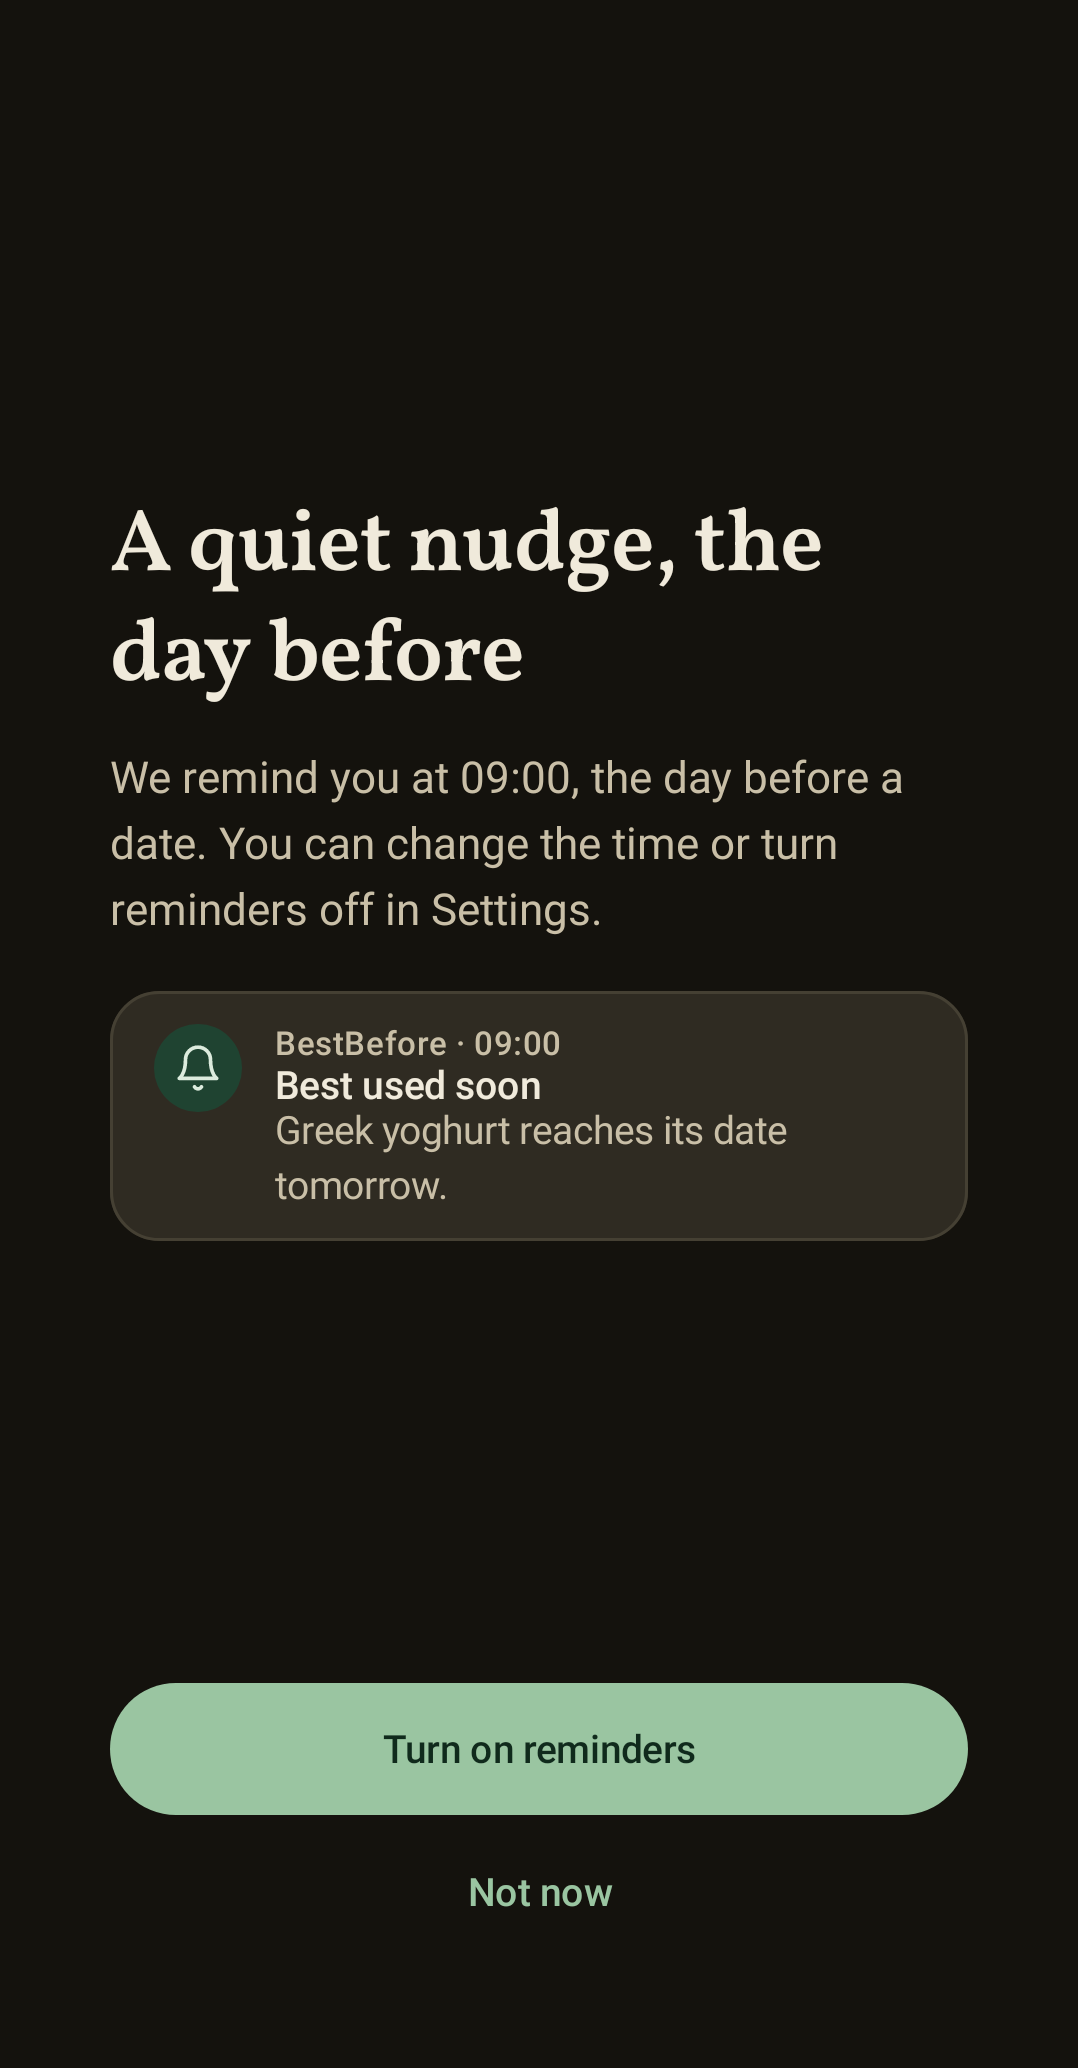 A quiet nudge, the
day before
We remind you at 09:00, the day before a
date. You can change the time or turn
reminders off in Settings.
BestBefore · 09:00
Best used soon
Greek yoghurt reaches its date
tomorrow.
Turn on reminders
Not now